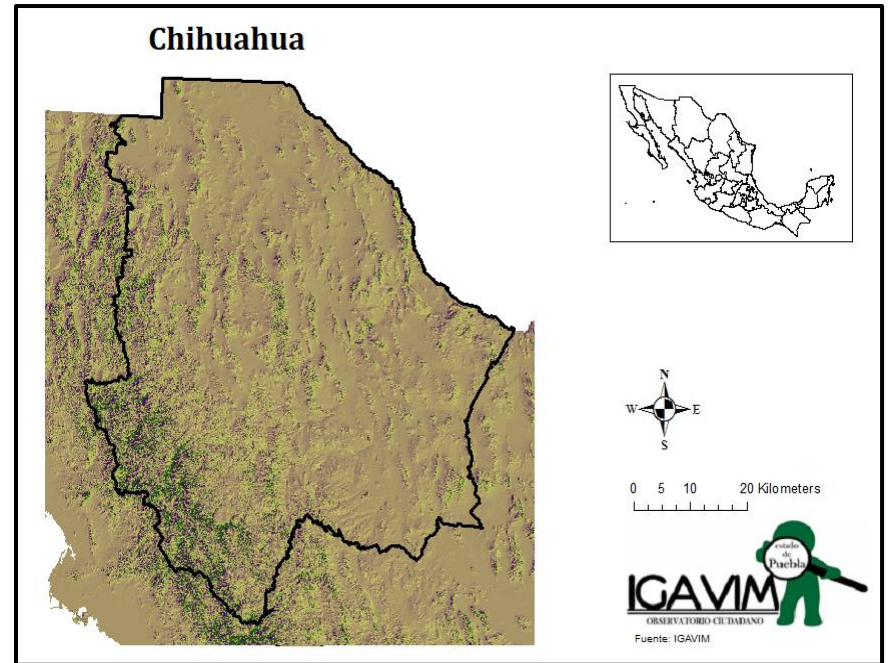 Chihuahua
N
W E
S
0 5 10 20 Kilometers
estado
de
Puebla
IGAVIM
OBSERVATORIO CIUDADANO
Fuente: IGAVIM